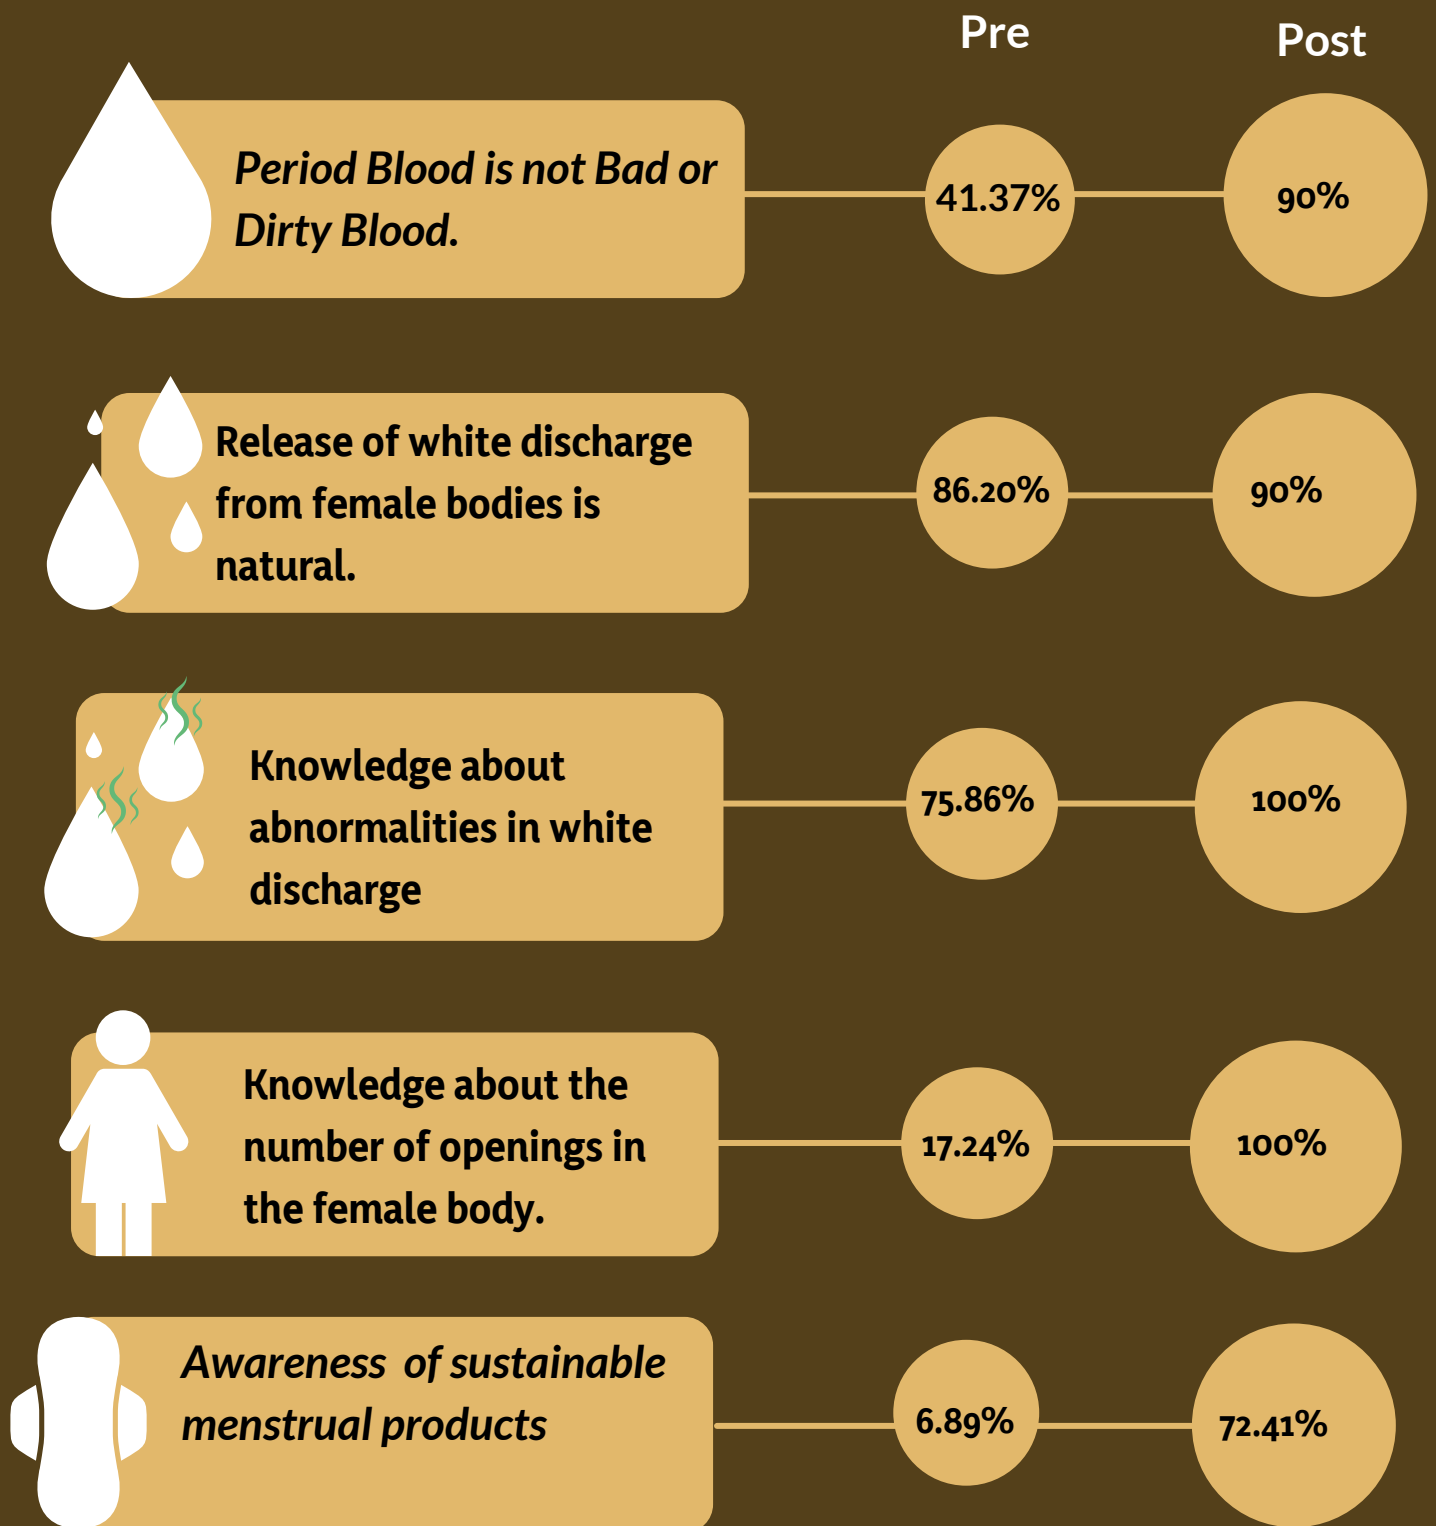 Pre
Post
Period Blood is not Bad or
Dirty Blood.
41.37%
90%
Release of white discharge
from female bodies is
natural.
86.20%
90%
Knowledge about
abnormalities in white
discharge
75.86%
100%
Knowledge about the
number of openings in
the female body.
17.24%
100%
Awareness of sustainable
menstrual products
6.89%
72.41%